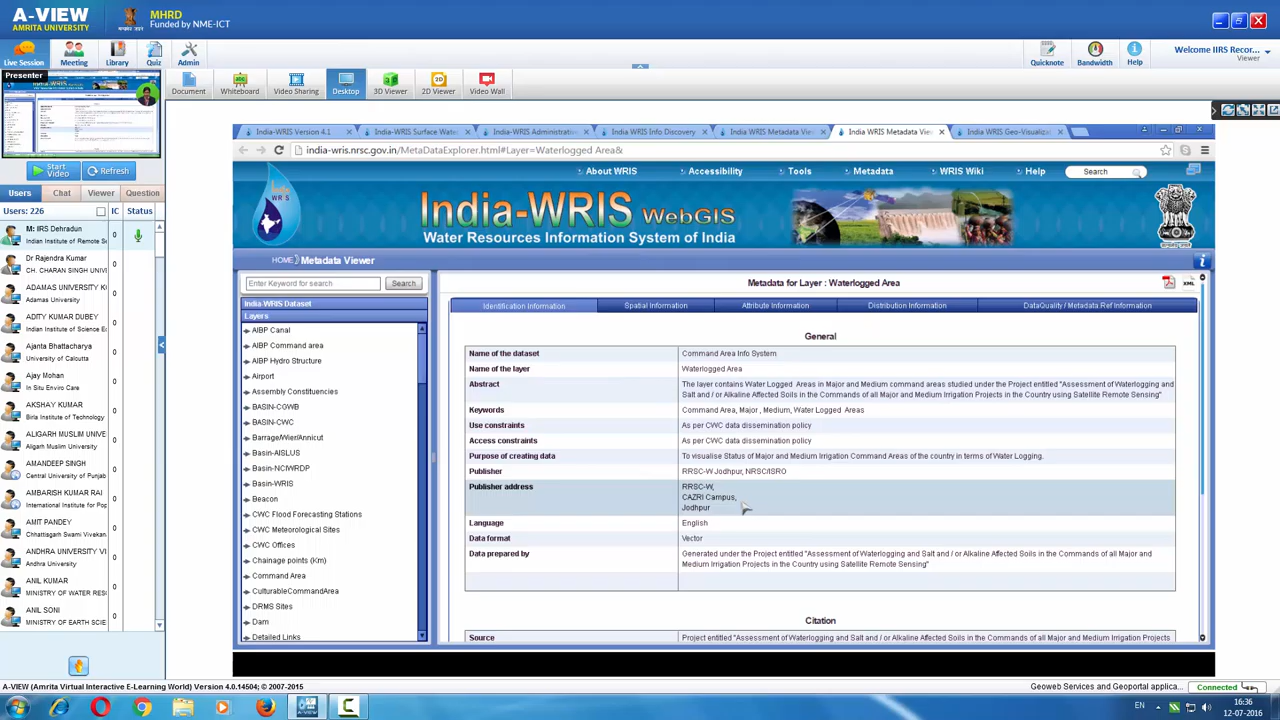 A-VIEW
AMRITA UNIVERSITY
MHRD
Funded by NME-ICT
Live Session
Meeting
Library
Quiz
Admin
Quicknote
Bandwidth
Help
Welcome IIRS Recor...
Viewer
Presenter
Document
Whiteboard
Video Sharing
Desktop
3D Viewer
2D Viewer
Video Wall
Start Video
Refresh
Users
Chat
Viewer
Question
Users: 226
IC
Status
M: IIRS Dehradun
Indian Institute of Remote S
0
Dr Rajendra Kumar
CH. CHARAN SINGH UNIV
0
ADAMAS UNIVERSITY K
Adamas University
0
ADITY KUMAR DUBEY
Indian Institute of Science E
0
Ajanta Bhattacharya
University of Calcutta
0
Ajay Mohan
In Situ Enviro Care
0
AKSHAY KUMAR
Birla Institute of Technology
0
ALIGARH MUSLIM UNIVE
Aligarh Muslim University
0
AMANDEEP SINGH
Central University of Punjab
0
AMBARISH KUMAR RAI
International Institute for Pop
0
AMIT PANDEY
Chhattisgarh Swami Vivekan
0
ANDHRA UNIVERSITY VI
Andhra University
0
ANIL KUMAR
MINISTRY OF WATER RES
0
ANIL SONI
MINISTRY OF EARTH SCIE
0
India-WRIS Version 4.1
India-WRIS Surface Wat
India-WRIS Administrati
India WRIS Info Discovery
India WRIS Metadata Vie
India WRIS Metadata Vie
India WRIS Geo-Visualiz
india-wris.nrsc.gov.in/MetaDataExplorer.html#Layer=Waterlogged Area&
About WRIS
Accessibility
Tools
Metadata
WRIS Wiki
Help
Search
India
W R I S
India-WRIS WebGIS
Water Resources Information System of India
HOME
Metadata Viewer
i
Enter Keyword for search
Search
India-WRIS Dataset
Layers
AIBP Canal
AIBP Command area
AIBP Hydro Structure
Airport
Assembly Constituencies
BASIN-CGWB
BASIN-CWC
Barrage/Wier/Annicut
Basin-AISLUS
Basin-NCIWRDP
Basin-WRIS
Beacon
CWC Flood Forecasting Stations
CWC Meteorological Sites
CWC Offices
Chainage points (Km)
Command Area
CulturableCommandArea
DRMS Sites
Dam
Detailed Links
Metadata for Layer : Waterlogged Area
XML
Identification Information
Spatial Information
Attribute Information
Distribution Information
DataQuality / Metadata Ref.Information
General
Name of the dataset
Command Area Info System
Name of the layer
Waterlogged Area
Abstract
The layer contains Water Logged Areas in Major and Medium command areas studied under the Project entitled "Assessment of Waterlogging and
Salt and / or Alkaline Affected Soils in the Commands of all Major and Medium Irrigation Projects in the Country using Satellite Remote Sensing"
Keywords
Command Area, Major , Medium, Water Logged Areas
Use constraints
As per CWC data dissemination policy
Access constraints
As per CWC data dissemination policy
Purpose of creating data
To visualise Status of Major and Medium Irrigation Command Areas of the country in terms of Water Logging.
Publisher
RRSC-W Jodhpur, NRSC/ISRO
Publisher address
RRSC-W,
CAZRI Campus,
Jodhpur
Language
English
Data format
Vector
Data prepared by
Generated under the Project entitled "Assessment of Waterlogging and Salt and / or Alkaline Affected Soils in the Commands of all Major and
Medium Irrigation Projects in the Country using Satellite Remote Sensing"
Citation
Source
Project entitled "Assessment of Waterlogging and Salt and / or Alkaline Affected Soils in the Commands of all Major and Medium Irrigation Projects
A-VIEW (Amrita Virtual Interactive E-Learning World) Version 4.0.14504; © 2007-2015
Geoweb Services and Geoportal applica...
Connected
EN
16:36
12-07-2016